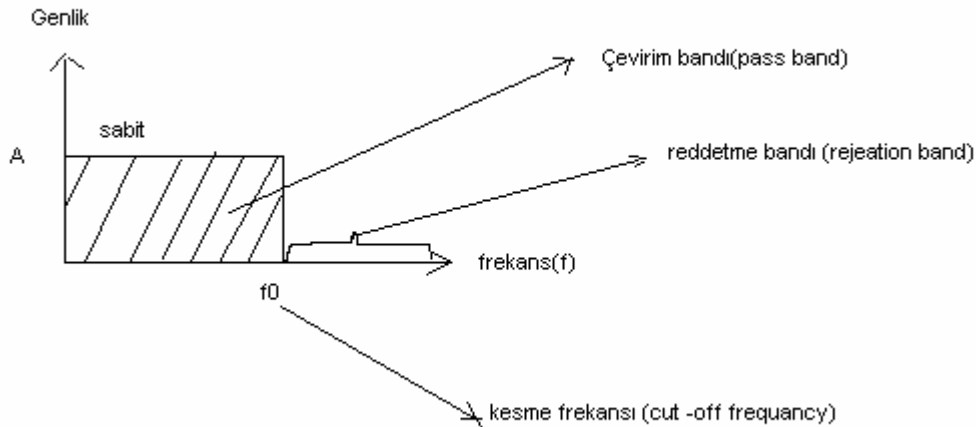 Genlik
Çevirim bandı(pass band)
sabit
A
reddetme bandı (rejeation band)
frekans(f)
f0
kesme frekansı (cut -off frequancy)